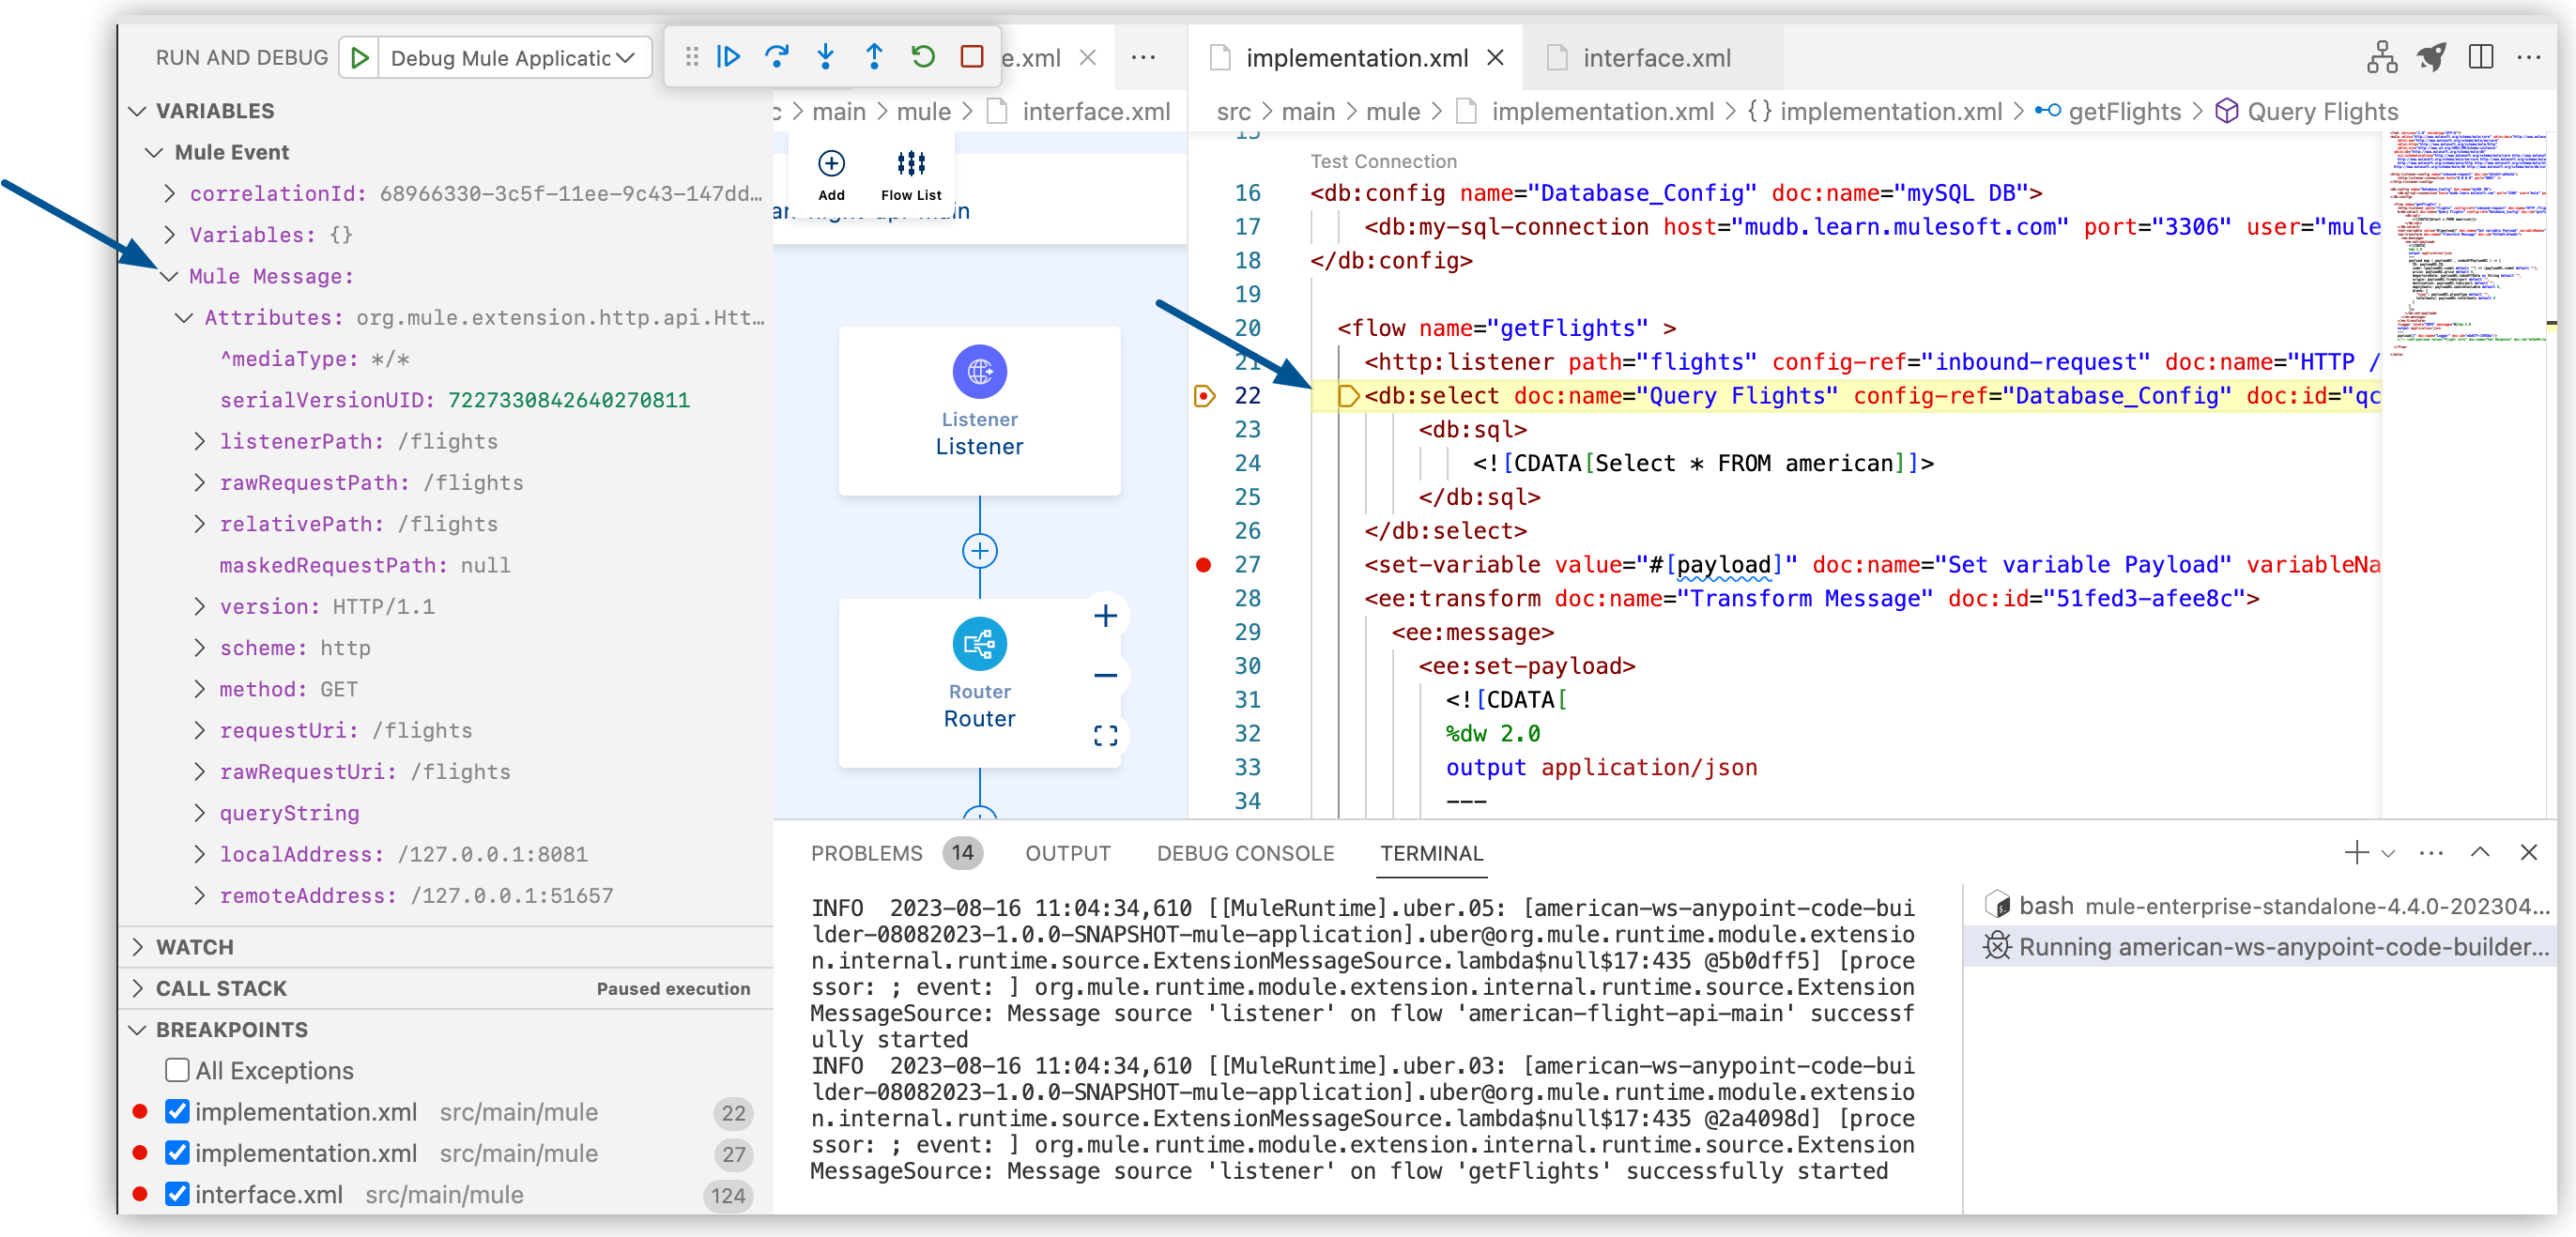 RUN AND DEBUG
Debug Mule Applicatic
VARIABLES
Mule Event
correlationId: 68966330-3c5f-11ee-9c43-147dd…
Variables: {}
Mule Message:
Attributes: org.mule.extension.http.api.Htt…
^mediaType: */*
serialVersionUID: 7227330842640270811
listenerPath: /flights
rawRequestPath: /flights
relativePath: /flights
maskedRequestPath: null
version: HTTP/1.1
scheme: http
method: GET
requestUri: /flights
rawRequestUri: /flights
queryString
localAddress: /127.0.0.1:8081
remoteAddress: /127.0.0.1:51657
WATCH
CALL STACK Paused execution
BREAKPOINTS
All Exceptions
implementation.xml src/main/mule 22
implementation.xml src/main/mule 27
interface.xml src/main/mule 124
e.xml
c > main > mule > interface.xml
Add
Flow List
Listener
Listener
Router
Router
implementation.xml
interface.xml
src > main > mule > implementation.xml > {} implementation.xml > getFlights > Query Flights
15
Test Connection
16 <db:config name="Database_Config" doc:name="mySQL DB">
17 <db:my-sql-connection host="mudb.learn.mulesoft.com" port="3306" user="mule
18 </db:config>
19
20 <flow name="getFlights" >
21 <http:listener path="flights" config-ref="inbound-request" doc:name="HTTP /
22 <db:select doc:name="Query Flights" config-ref="Database_Config" doc:id="qc
23 <db:sql>
24 <![CDATA[Select * FROM american]]>
25 </db:sql>
26 </db:select>
27 <set-variable value="#[payload]" doc:name="Set variable Payload" variableNa
28 <ee:transform doc:name="Transform Message" doc:id="51fed3-afee8c">
29 <ee:message>
30 <ee:set-payload>
31 <![CDATA[
32 %dw 2.0
33 output application/json
34 ---
PROBLEMS 14 OUTPUT DEBUG CONSOLE TERMINAL
INFO  2023-08-16 11:04:34,610 [[MuleRuntime].uber.05: [american-ws-anypoint-code-bui
lder-08082023-1.0.0-SNAPSHOT-mule-application].uber@org.mule.runtime.module.extensio
n.internal.runtime.source.ExtensionMessageSource.lambda$null$17:435 @5b0dff5] [proce
ssor: ; event: ] org.mule.runtime.module.extension.internal.runtime.source.Extension
MessageSource: Message source 'listener' on flow 'american-flight-api-main' successf
ully started
INFO  2023-08-16 11:04:34,610 [[MuleRuntime].uber.03: [american-ws-anypoint-code-bui
lder-08082023-1.0.0-SNAPSHOT-mule-application].uber@org.mule.runtime.module.extensio
n.internal.runtime.source.ExtensionMessageSource.lambda$null$17:435 @2a4098d] [proce
ssor: ; event: ] org.mule.runtime.module.extension.internal.runtime.source.Extension
MessageSource: Message source 'listener' on flow 'getFlights' successfully started
bash mule-enterprise-standalone-4.4.0-202304…
Running american-ws-anypoint-code-builder…